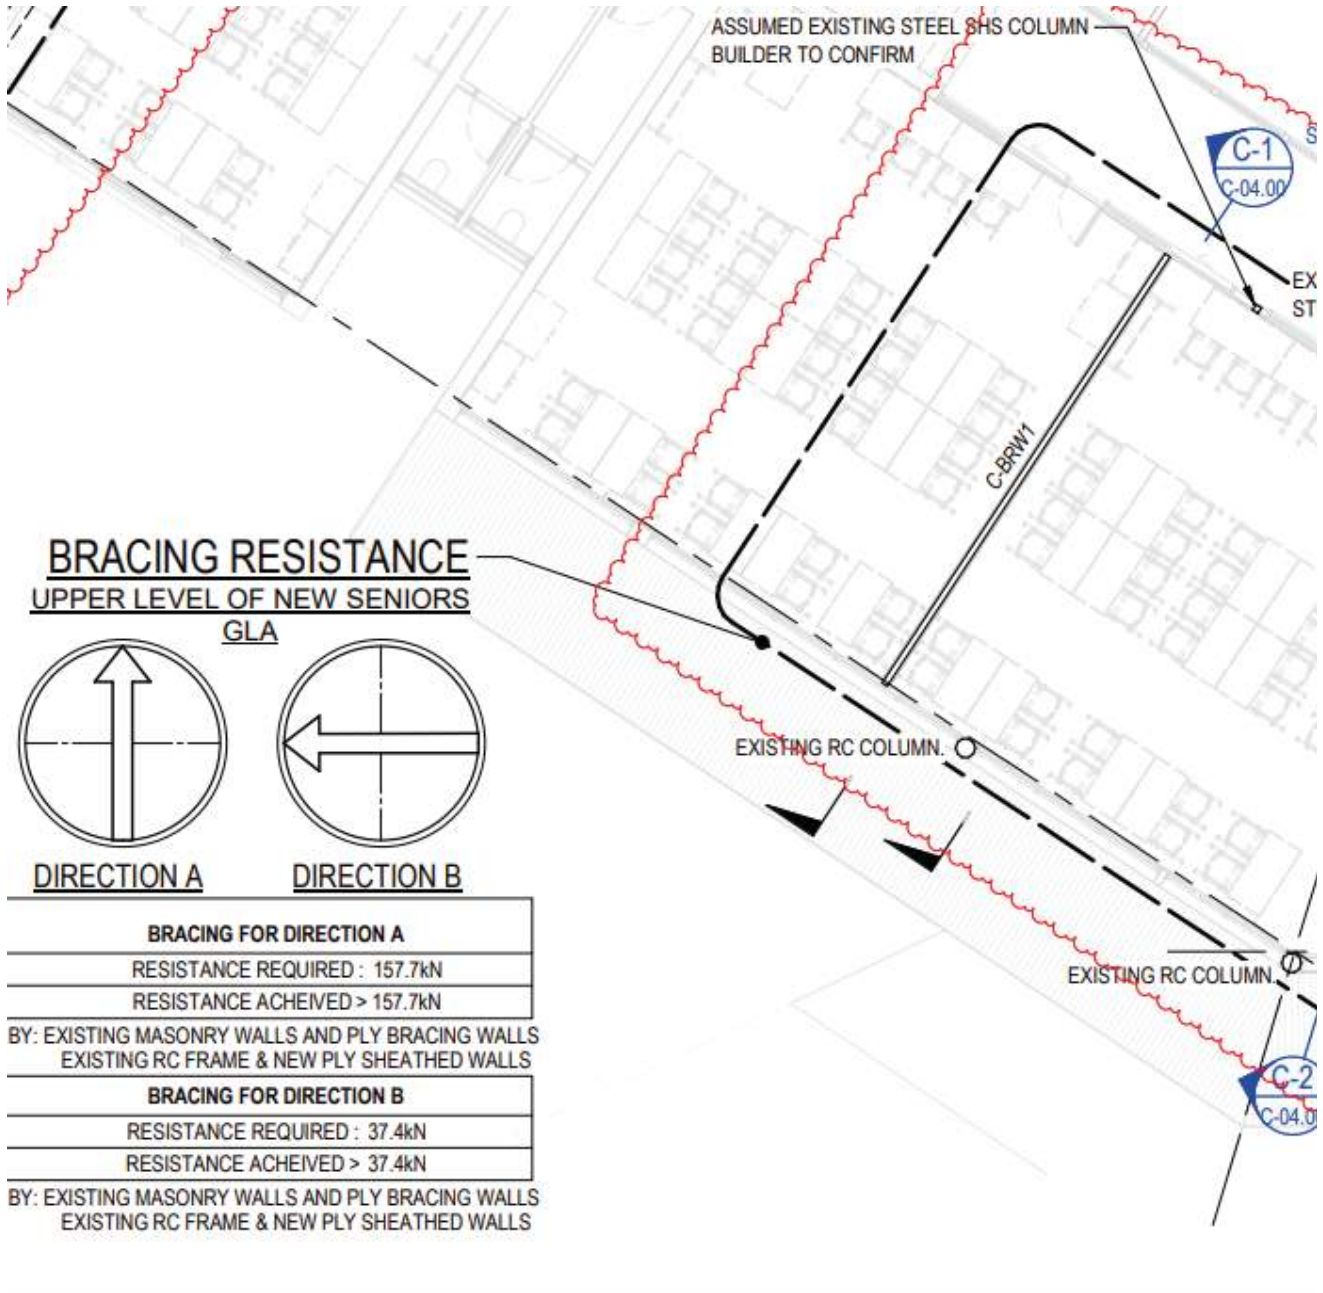 ASSUMED EXISTING STEEL SHS COLUMN
BUILDER TO CONFIRM
C-1
C-04.00
S
EX
ST
C-BRW1
BRACING RESISTANCE
UPPER LEVEL OF NEW SENIORS
GLA
EXISTING RC COLUMN.
DIRECTION A
DIRECTION B
BRACING FOR DIRECTION A
RESISTANCE REQUIRED : 157.7kN
RESISTANCE ACHEIVED > 157.7kN
BY: EXISTING MASONRY WALLS AND PLY BRACING WALLS
EXISTING RC FRAME & NEW PLY SHEATHED WALLS
EXISTING RC COLUMN.
BRACING FOR DIRECTION B
RESISTANCE REQUIRED : 37.4kN
RESISTANCE ACHEIVED > 37.4kN
BY: EXISTING MASONRY WALLS AND PLY BRACING WALLS
EXISTING RC FRAME & NEW PLY SHEATHED WALLS
C-2
C-04.0